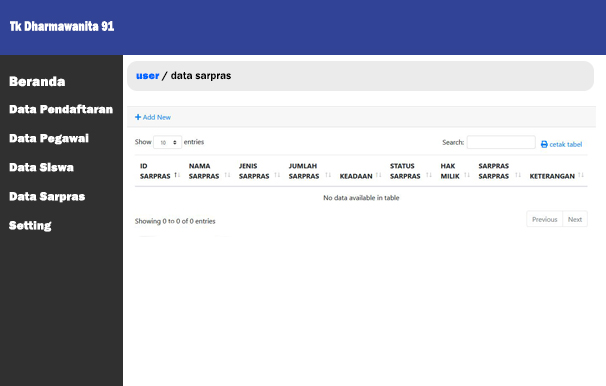 Tk Dharmawanita 91
Beranda
Data Pendaftaran
Data Pegawai
Data Siswa
Data Sarpras
Setting
user / data sarpras
+ Add New
Show 10 entries
Search:
cetak tabel
ID SARPRAS
NAMA SARPRAS
JENIS SARPRAS
JUMLAH SARPRAS
KEADAAN
STATUS SARPRAS
HAK MILIK
SARPRAS SARPRAS
KETERANGAN
No data available in table
Showing 0 to 0 of 0 entries
Previous Next